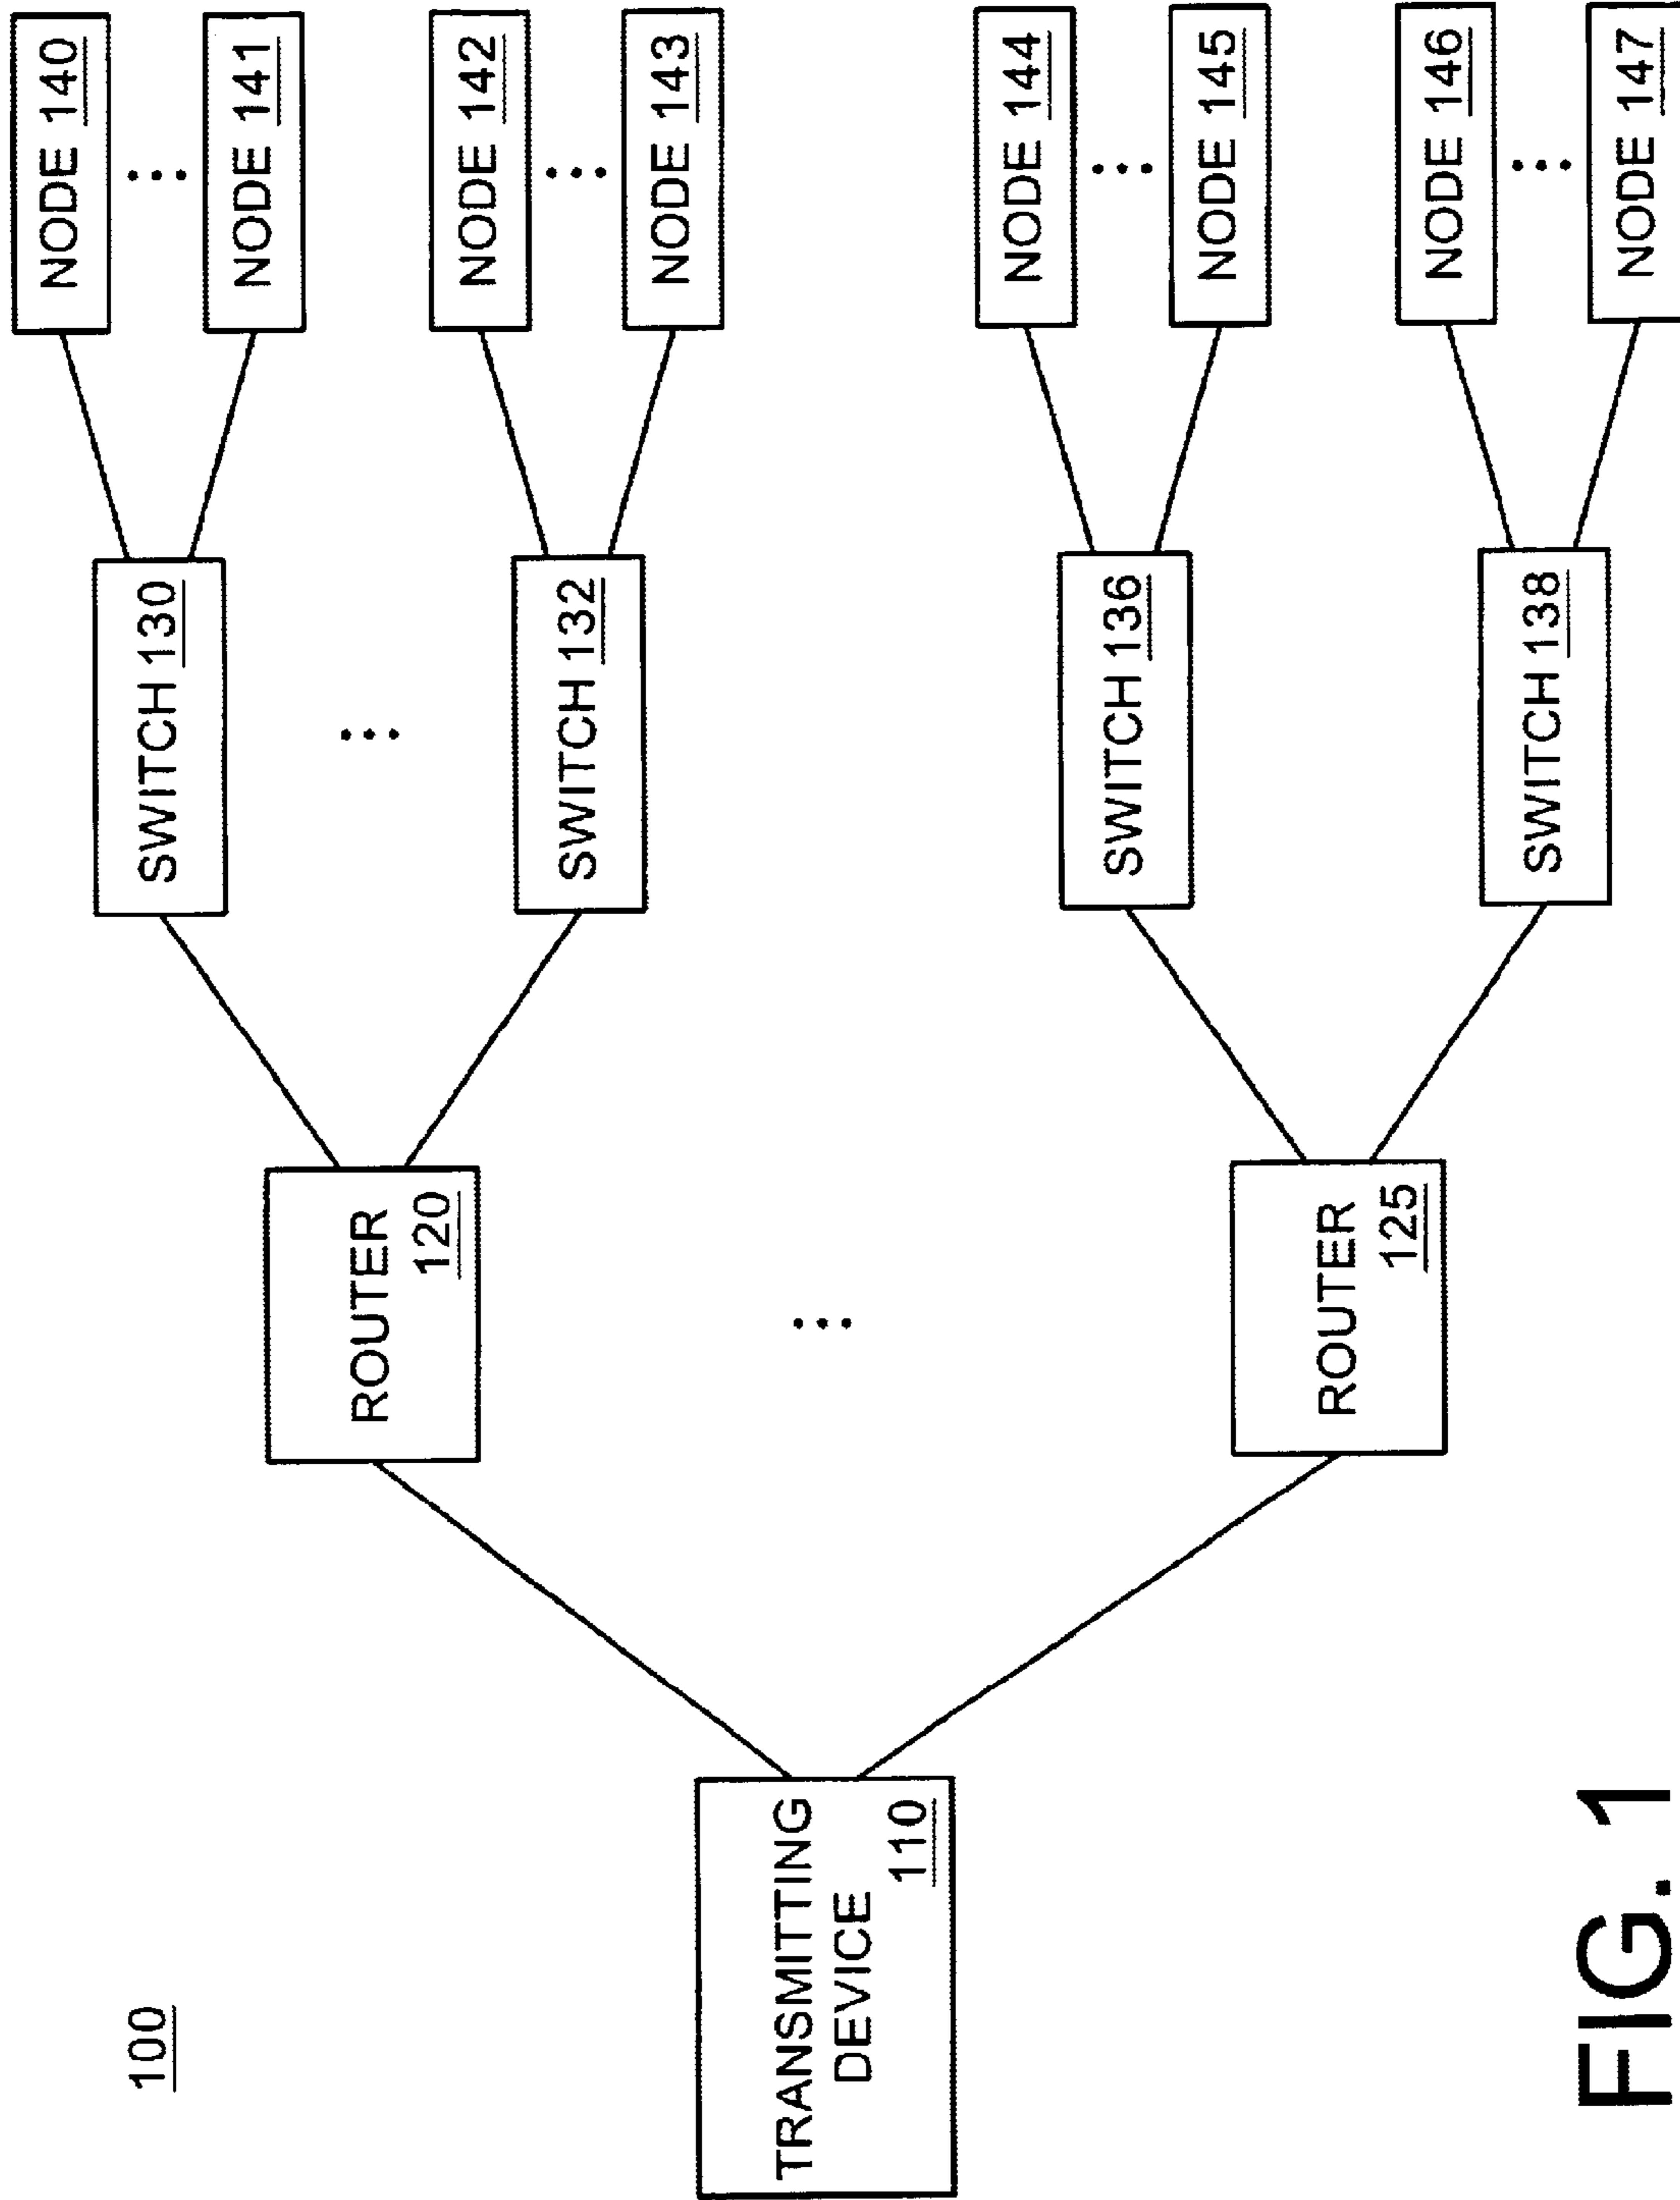 100
TRANSMITTING
DEVICE
110
ROUTER
120
ROUTER
125
SWITCH 130
SWITCH 132
SWITCH 136
SWITCH 138
NODE 140
NODE 141
NODE 142
NODE 143
NODE 144
NODE 145
NODE 146
NODE 147
FIG. 1